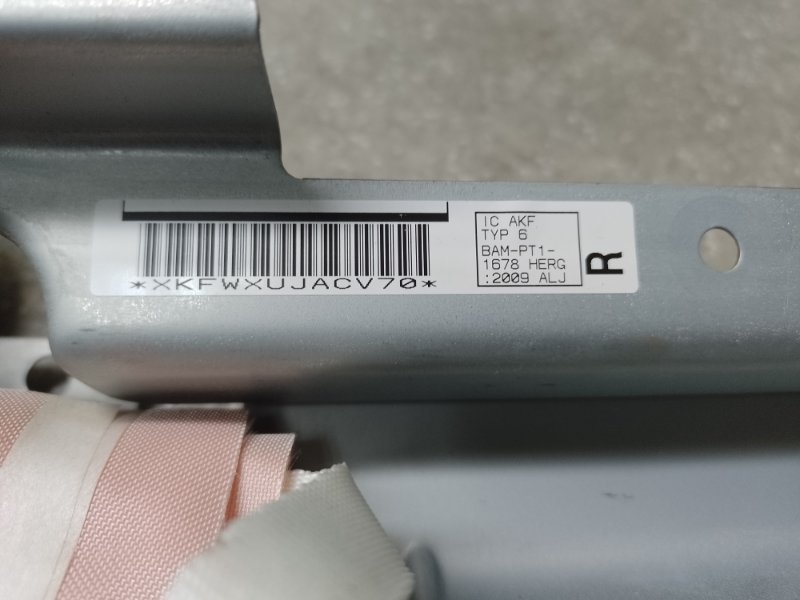 *XKFWXUJACV70*
IC AKF
TYP 6
BAM-PT1-
1678 HERG
:2009 ALJ
R